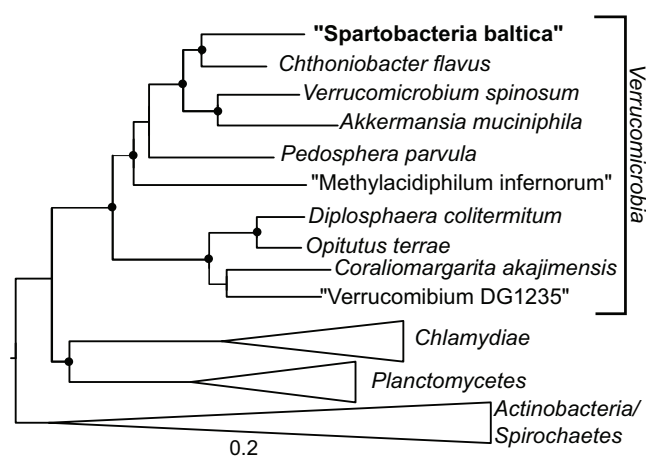 "Spartobacteria baltica"
Chthoniobacter flavus
Verrucomicrobium spinosum
Akkermansia muciniphila
Pedosphera parvula
"Methylacidiphilum infernorum"
Diplosphaera colitermitum
Opitutus terrae
Coraliomargarita akajimensis
"Verrucomibium DG1235"
Verrucomicrobia
Chlamydiae
Planctomycetes
Actinobacteria/
Spirochaetes
0.2